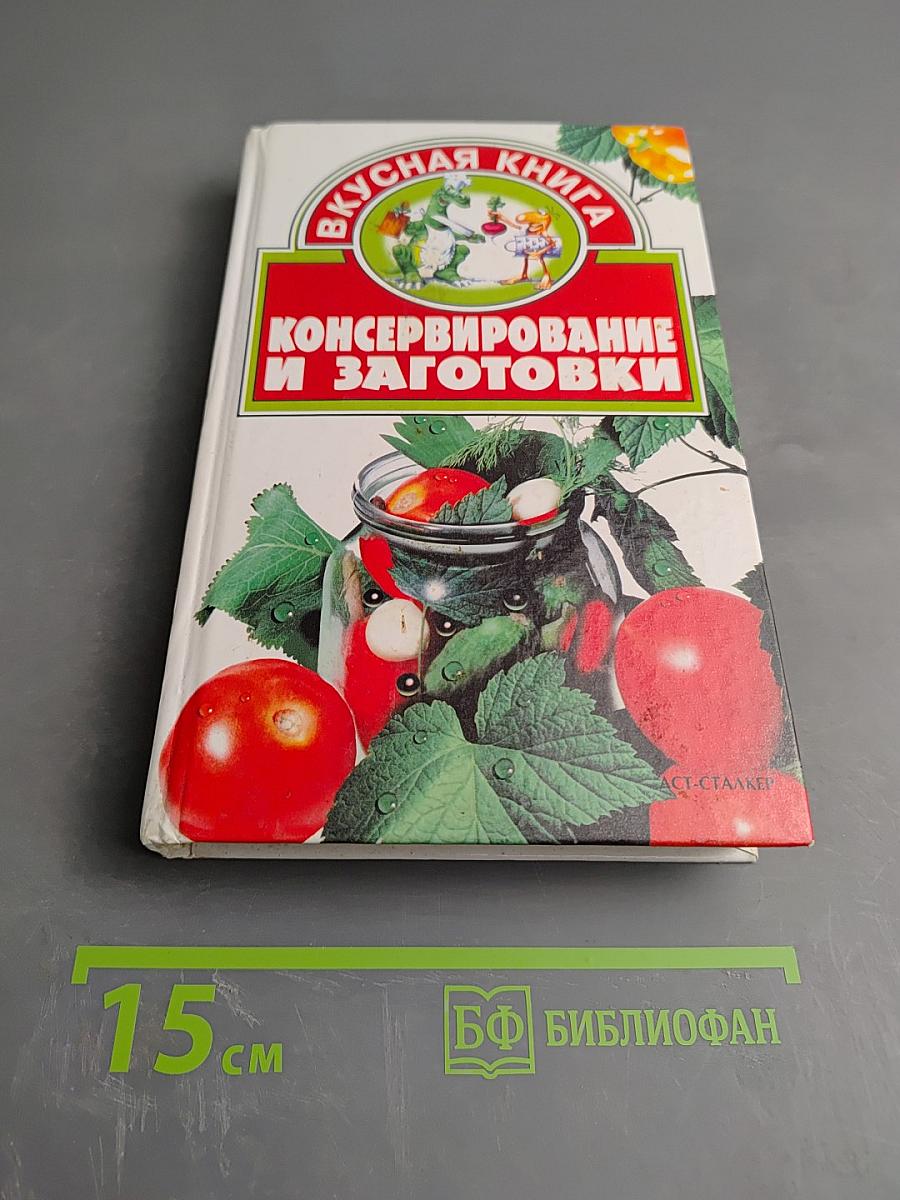 ВКУСНАЯ КНИГА
КОНСЕРВИРОВАНИЕ
И ЗАГОТОВКИ
АСТ-СТАЛКЕР
15 см
БФ БИБЛИОФАН